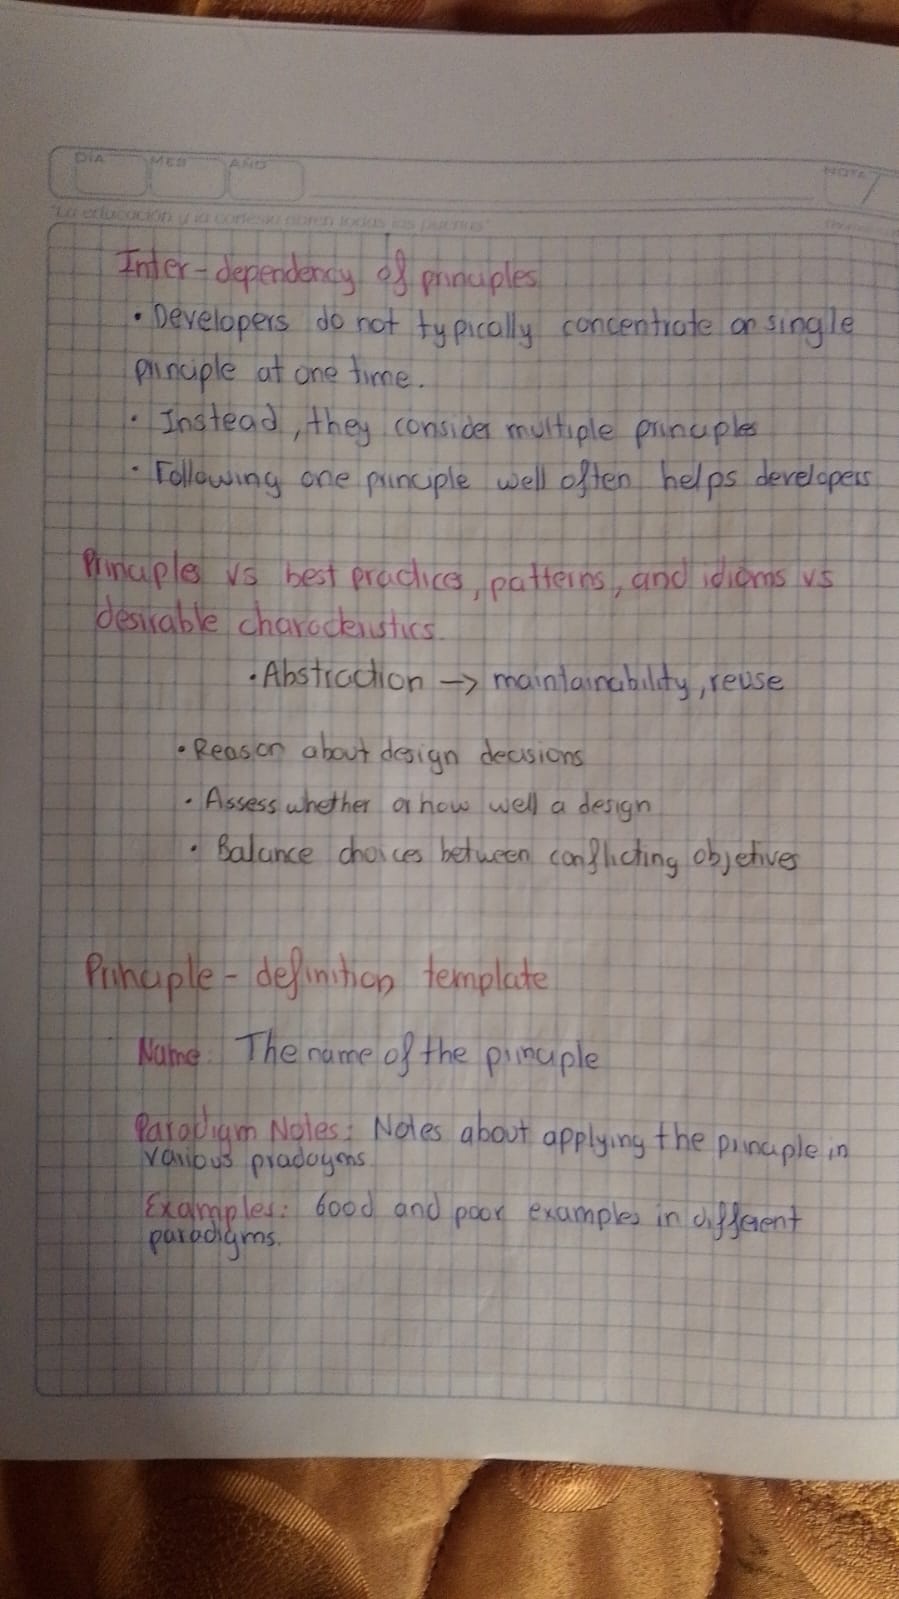 DÍA MES AÑO NOTA
"La educación y la cortesía abren todas las puertas"
Inter-dependency of principles
• Developers do not typically concentrate on single
principle at one time.
• Instead, they consider multiple principles
• Following one principle well often helps developers
Principles vs best practices, patterns, and idioms vs
desirable characteristics.
• Abstraction → maintainability, reuse
• Reason about design decisions
• Assess whether or how well a design
• Balance choices between conflicting objetives
Principle - definition template
Name: The name of the principle
Paradigm Notes: Notes about applying the principle in
various pradoyens
Examples: Good and poor examples in different
paradigms.